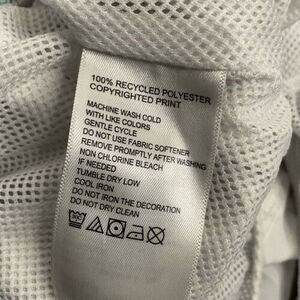 100% RECYCLED POLYESTER
COPYRIGHTED PRINT
MACHINE WASH COLD
WITH LIKE COLORS
GENTLE CYCLE
DO NOT USE FABRIC SOFTENER
REMOVE PROMPTLY AFTER WASHING
NON CHLORINE BLEACH
IF NEEDED
TUMBLE DRY LOW
COOL IRON
DO NOT IRON THE DECORATION
DO NOT DRY CLEAN